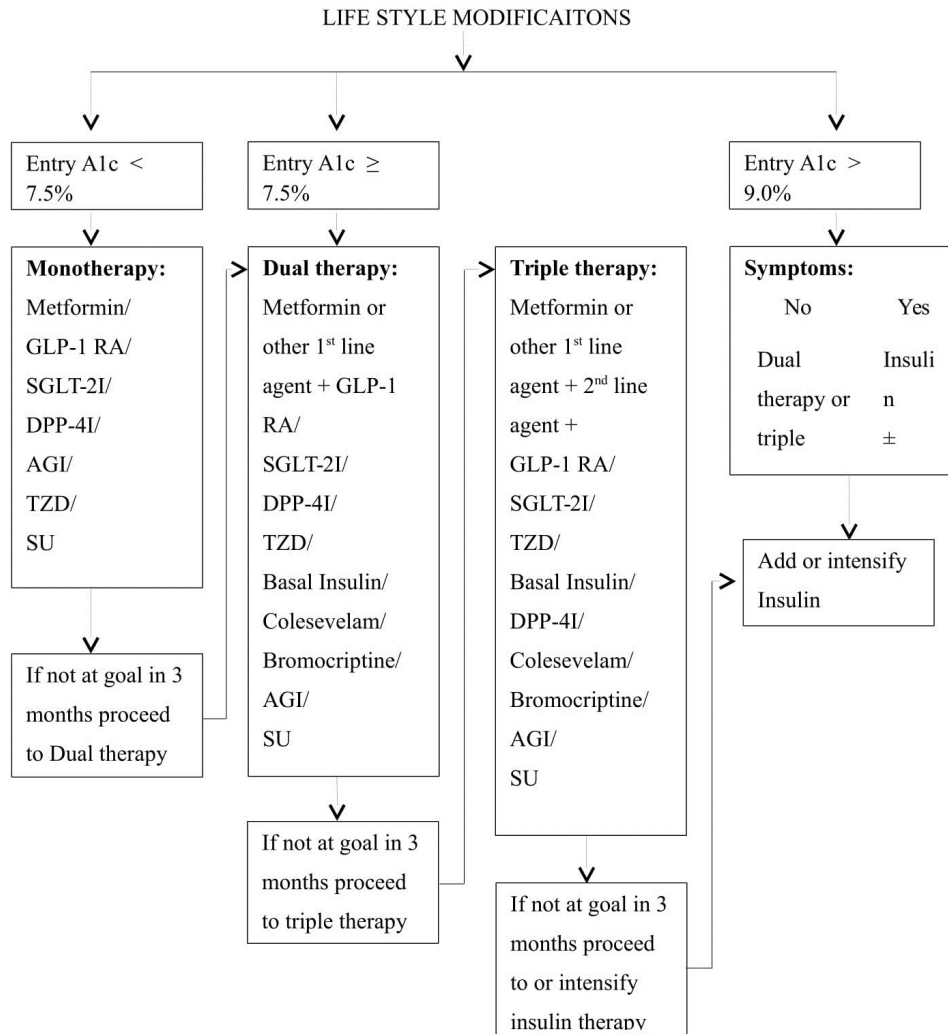 LIFE STYLE MODIFICAITONS
Entry A1c <
7.5%
Entry A1c ≥
7.5%
Entry A1c >
9.0%
Monotherapy:
Metformin/
GLP-1 RA/
SGLT-2I/
DPP-4I/
AGI/
TZD/
SU
If not at goal in 3
months proceed
to Dual therapy
Dual therapy:
Metformin or
other 1st line
agent + GLP-1
RA/
SGLT-2I/
DPP-4I/
TZD/
Basal Insulin/
Colesevelam/
Bromocriptine/
AGI/
SU
If not at goal in 3
months proceed
to triple therapy
Triple therapy:
Metformin or
other 1st line
agent + 2nd line
agent +
GLP-1 RA/
SGLT-2I/
TZD/
Basal Insulin/
DPP-4I/
Colesevelam/
Bromocriptine/
AGI/
SU
If not at goal in 3
months proceed
to or intensify
insulin therapy
Symptoms:
No
Dual
therapy or
triple
Yes
Insuli
n
±
Add or intensify
Insulin